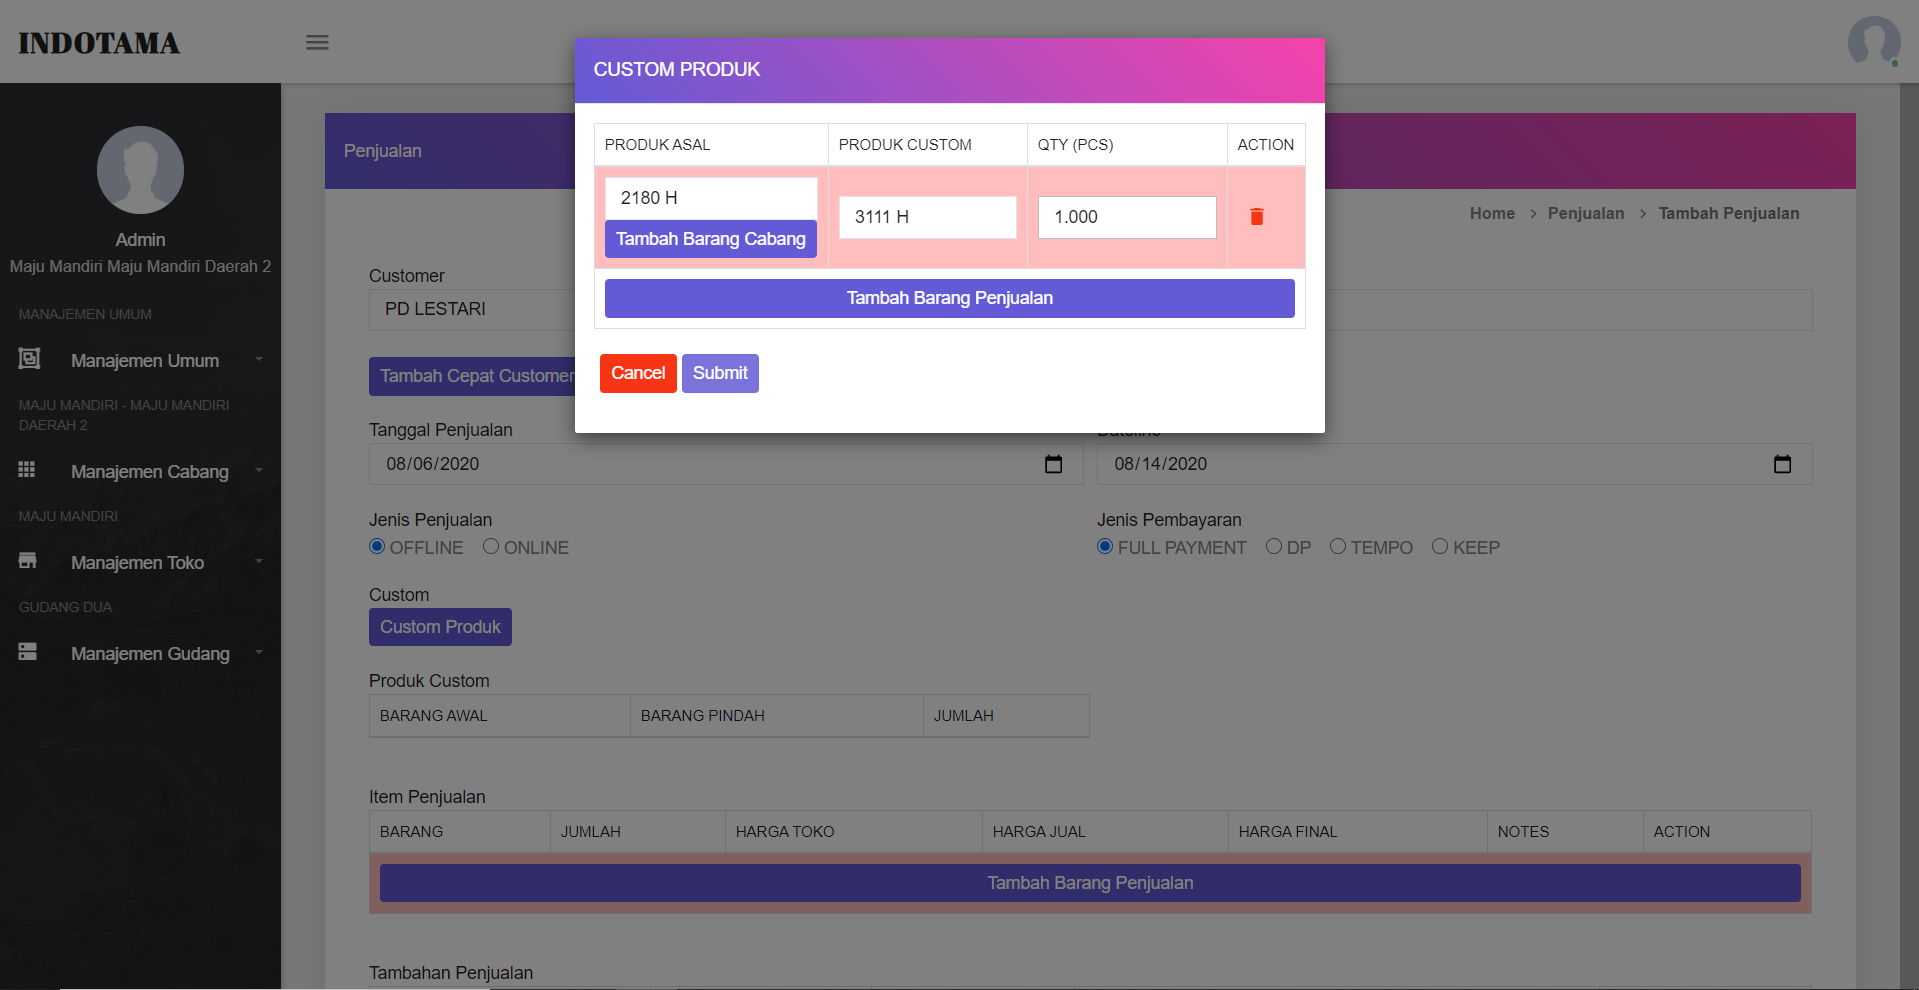 INDOTAMA
Admin
Maju Mandiri Maju Mandiri Daerah 2
MANAJEMEN UMUM
Manajemen Umum
MAJU MANDIRI - MAJU MANDIRI
DAERAH 2
Manajemen Cabang
MAJU MANDIRI
Manajemen Toko
GUDANG DUA
Manajemen Gudang
CUSTOM PRODUK
PRODUK ASAL PRODUK CUSTOM QTY (PCS) ACTION
2180 H 3111 H 1.000
Tambah Barang Cabang
Tambah Barang Penjualan
Cancel Submit
Penjualan
Home > Penjualan > Tambah Penjualan
Customer
PD LESTARI
Tambah Cepat Customer
Tanggal Penjualan
08/06/2020 08/14/2020
Jenis Penjualan Jenis Pembayaran
OFFLINE ONLINE FULL PAYMENT DP TEMPO KEEP
Custom
Custom Produk
Produk Custom
BARANG AWAL BARANG PINDAH JUMLAH
Item Penjualan
BARANG JUMLAH HARGA TOKO HARGA JUAL HARGA FINAL NOTES ACTION
Tambah Barang Penjualan
Tambahan Penjualan